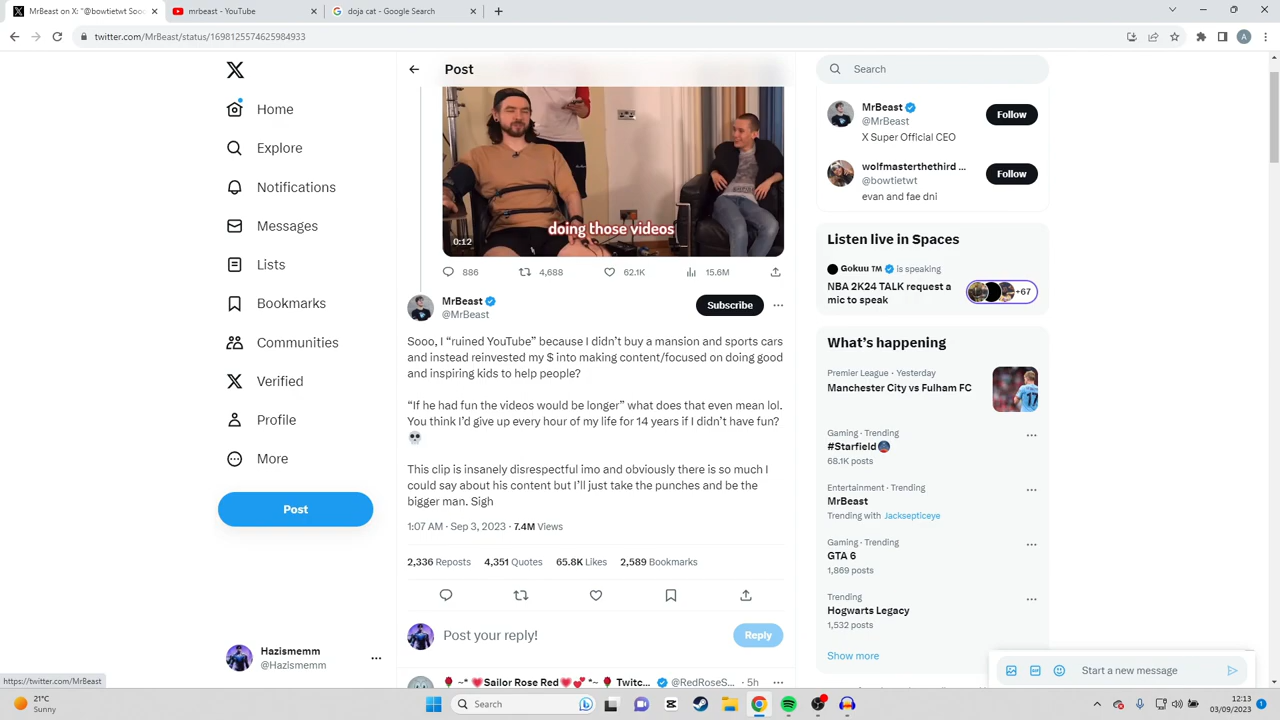 MrBeast on X: "@bowtietwt Sooo
mrbeast - YouTube
doja cat - Google Search
twitter.com/MrBeast/status/1698125574625984933
A
X
Home
Explore
Notifications
Messages
Lists
Bookmarks
Communities
Verified
Profile
More
Post
Hazismemm
@Hazismemm
Post
doing those videos
0:12
886
4,688
62.1K
15.6M
MrBeast
@MrBeast
Subscribe
Sooo, I “ruined YouTube” because I didn’t buy a mansion and sports cars
and instead reinvested my $ into making content/focused on doing good
and inspiring kids to help people?
“If he had fun the videos would be longer” what does that even mean lol.
You think I’d give up every hour of my life for 14 years if I didn’t have fun?
💀
This clip is insanely disrespectful imo and obviously there is so much I
could say about his content but I’ll just take the punches and be the
bigger man. Sigh
1:07 AM · Sep 3, 2023 · 7.4M Views
2,336 Reposts 4,351 Quotes 65.8K Likes 2,589 Bookmarks
Post your reply!
Reply
🌹 ~* 💗Sailor Rose Red💗💕 *~ 🌹 Twitc... @RedRoseS... · 5h
Search
MrBeast
@MrBeast
X Super Official CEO
Follow
wolfmasterthethird ...
@bowtietwt
evan and fae dni
Follow
Listen live in Spaces
Gokuu TM is speaking
NBA 2K24 TALK request a
mic to speak
+67
What’s happening
Premier League · Yesterday
Manchester City vs Fulham FC
17
Gaming · Trending
#Starfield
68.1K posts
Entertainment · Trending
MrBeast
Trending with Jacksepticeye
Gaming · Trending
GTA 6
1,869 posts
Trending
Hogwarts Legacy
1,532 posts
Show more
GIF
Start a new message
https://twitter.com/MrBeast
21°C
Sunny
Search
12:13
03/09/2023
1